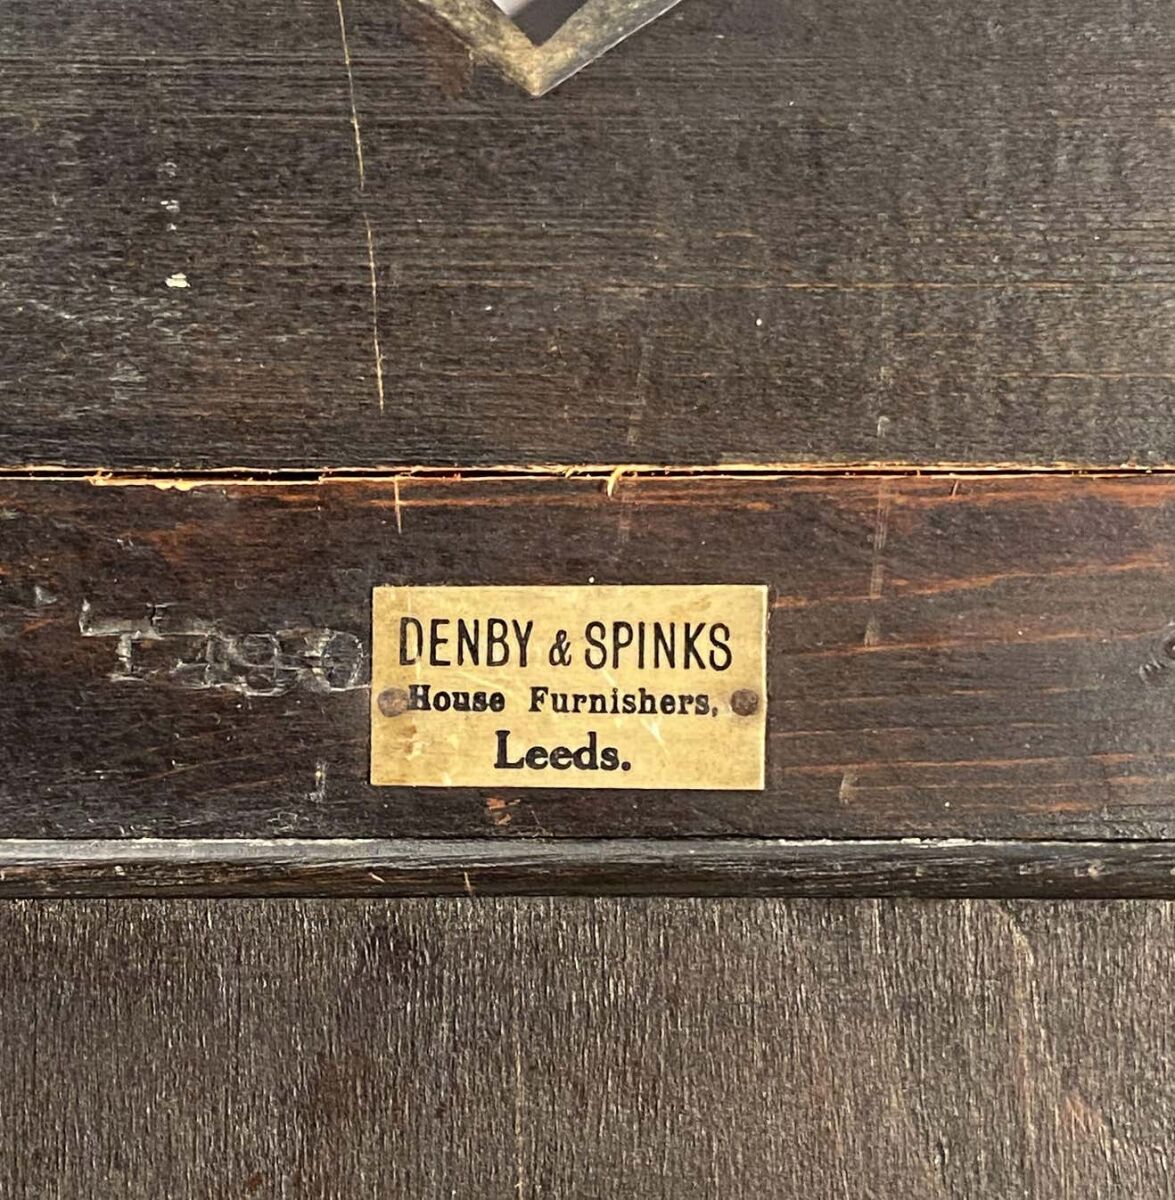 DENBY & SPINKS
House Furnishers,
Leeds.